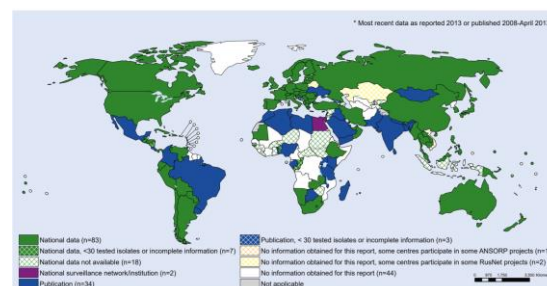 * Most recent data as reported 2013 or published 2008-April 201
National data (n=83)
National data, <30 tested isolates or incomplete information (n=7)
National data not available (n=18)
National surveillance network/institution (n=2)
Publication (n=34)
Publication, < 30 tested isolates or incomplete information (n=3)
No information obtained for this report, some centres participate in some ANSORP projects (n=
No information obtained for this report, some centres participate in some RusNet projects (n=2)
No information obtained for this report (n=44)
Not applicable